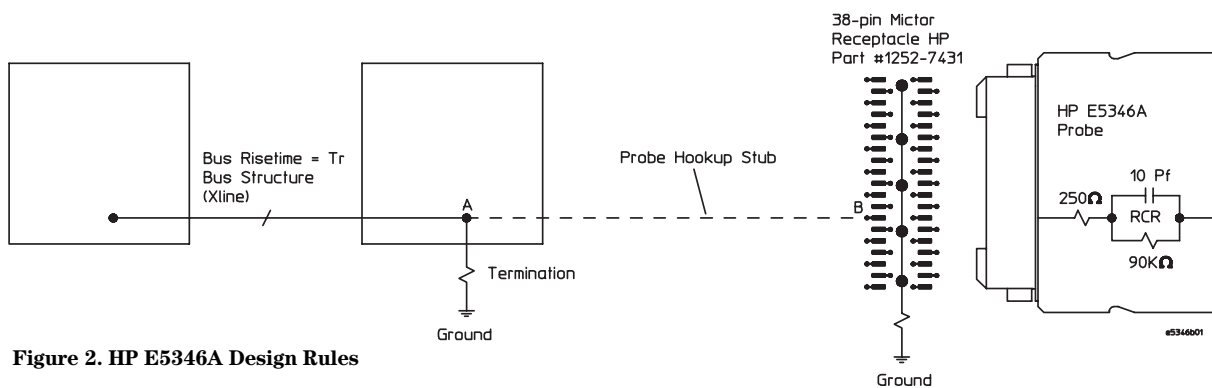 38-pin Mictor
Receptacle HP
Part #1252-7431
HP E5346A
Probe
Bus Risetime = Tr
Bus Structure
(Xline)
Probe Hookup Stub
10 Pf
250Ω
RCR
90KΩ
A
B
Termination
Ground
e5346b01
Figure 2. HP E5346A Design Rules
Ground